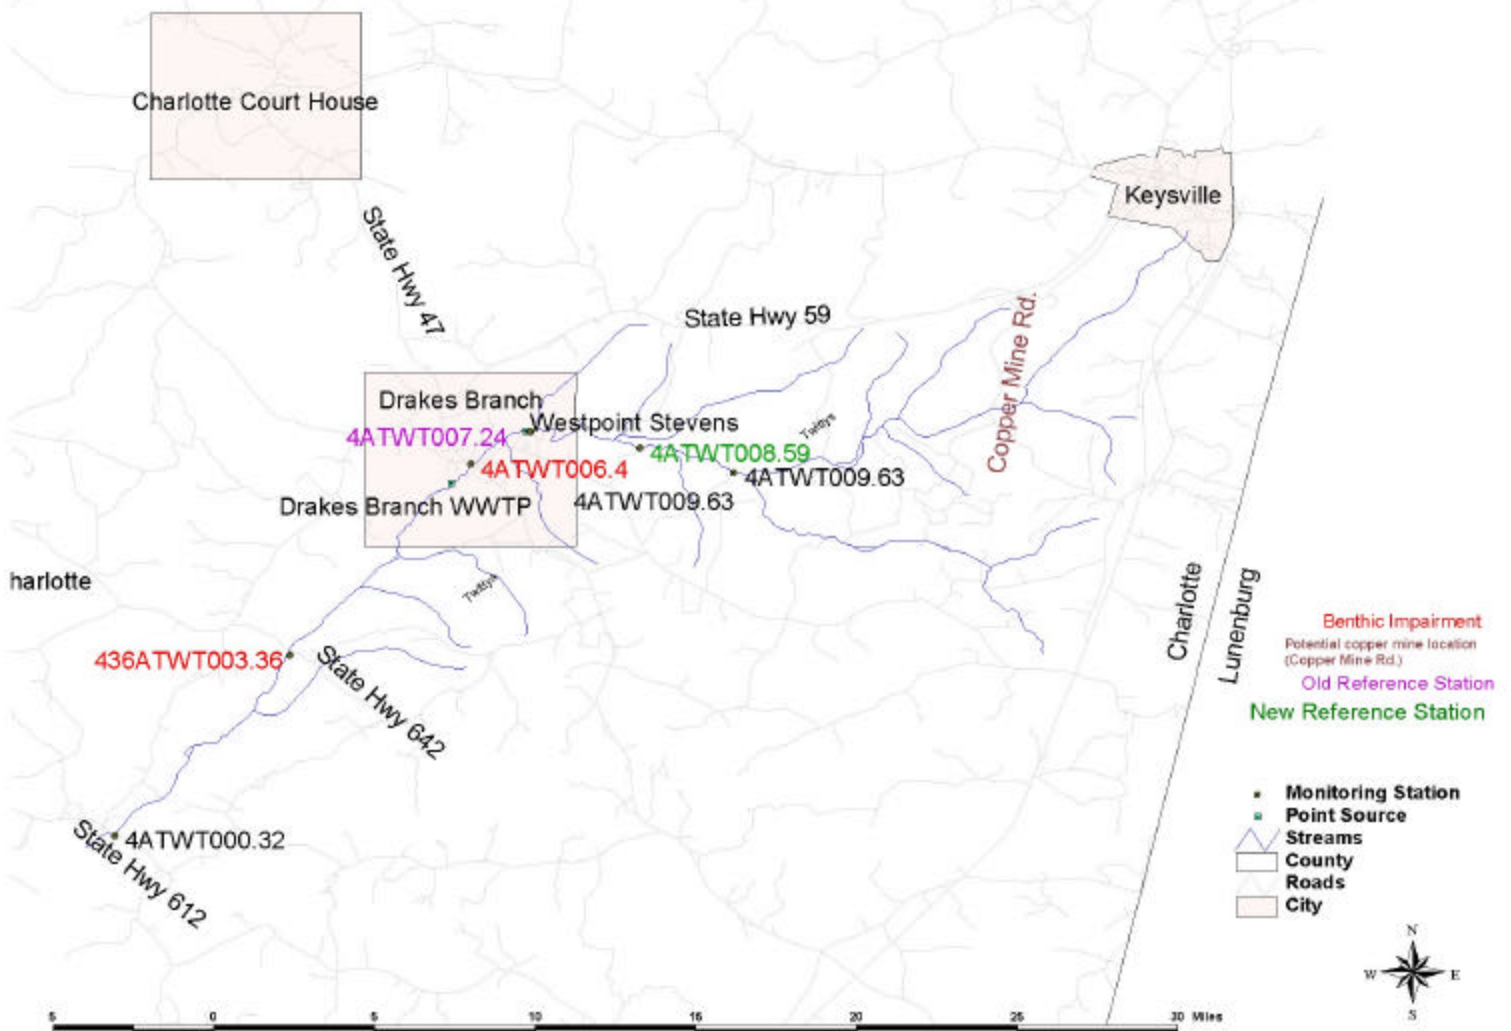 Charlotte Court House
Keysville
State Hwy 47
State Hwy 59
Copper Mine Rd.
Drakes Branch
Westpoint Stevens
Twittys
4ATWT007.24
4ATWT008.59
4ATWT006.4
4ATWT009.63
4ATWT009.63
Drakes Branch WWTP
harlotte
Twittys
Charlotte
Lunenburg
436ATWT003.36
State Hwy 642
4ATWT000.32
State Hwy 612
Benthic Impairment
Potential copper mine location
(Copper Mine Rd.)
Old Reference Station
New Reference Station
Monitoring Station
Point Source
Streams
County
Roads
City
N
W E
S
5 0 5 10 15 20 25 30 Miles